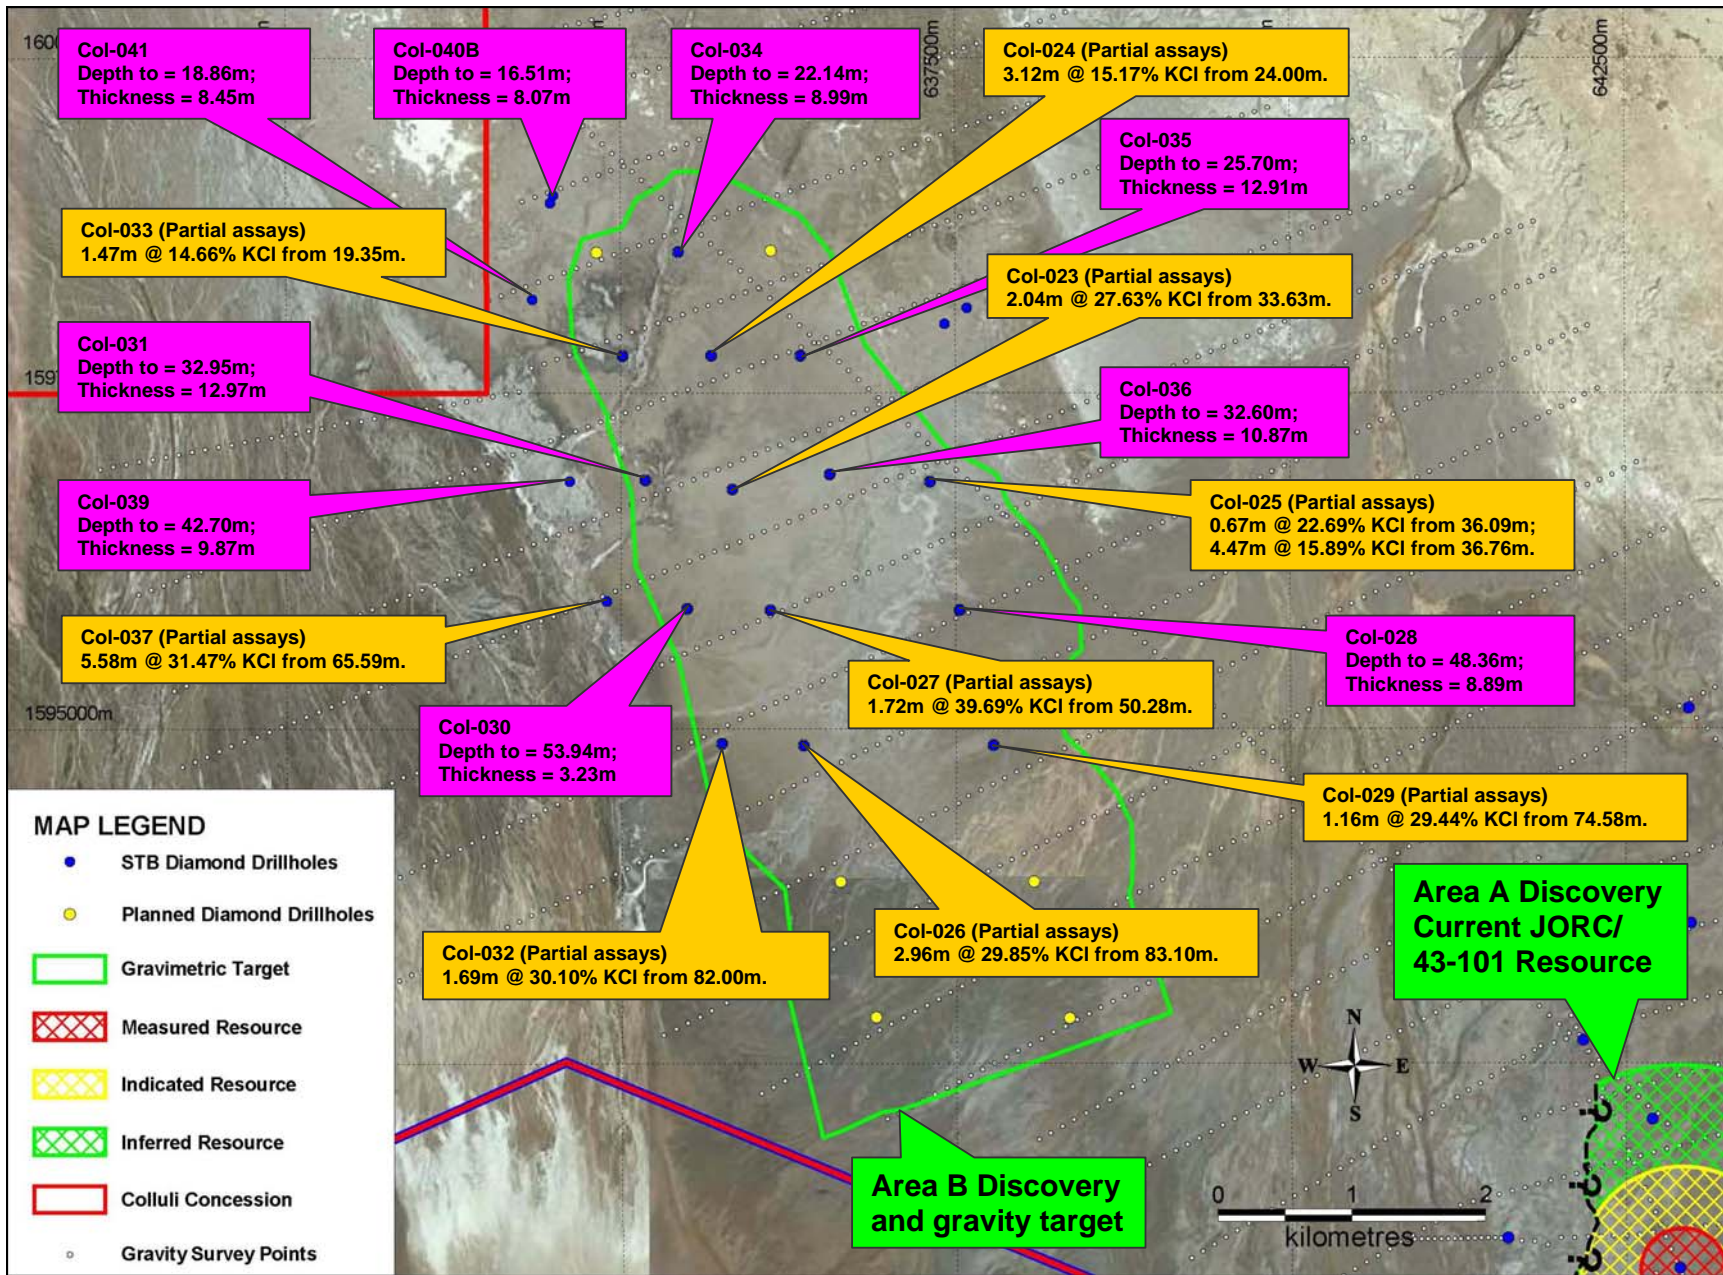 Col-041
Depth to = 18.86m;
Thickness = 8.45m
Col-040B
Depth to = 16.51m;
Thickness = 8.07m
Col-034
Depth to = 22.14m;
Thickness = 8.99m
Col-024 (Partial assays)
3.12m @ 15.17% KCl from 24.00m.
637500m
642500m
Col-035
Depth to = 25.70m;
Thickness = 12.91m
Col-033 (Partial assays)
1.47m @ 14.66% KCl from 19.35m.
Col-023 (Partial assays)
2.04m @ 27.63% KCl from 33.63m.
Col-031
Depth to = 32.95m;
Thickness = 12.97m
Col-036
Depth to = 32.60m;
Thickness = 10.87m
Col-039
Depth to = 42.70m;
Thickness = 9.87m
Col-025 (Partial assays)
0.67m @ 22.69% KCl from 36.09m;
4.47m @ 15.89% KCl from 36.76m.
Col-037 (Partial assays)
5.58m @ 31.47% KCl from 65.59m.
Col-028
Depth to = 48.36m;
Thickness = 8.89m
Col-027 (Partial assays)
1.72m @ 39.69% KCl from 50.28m.
1595000m
Col-030
Depth to = 53.94m;
Thickness = 3.23m
Col-029 (Partial assays)
1.16m @ 29.44% KCl from 74.58m.
Col-032 (Partial assays)
1.69m @ 30.10% KCl from 82.00m.
Col-026 (Partial assays)
2.96m @ 29.85% KCl from 83.10m.
Area A Discovery
Current JORC/
43-101 Resource
MAP LEGEND
STB Diamond Drillholes
Planned Diamond Drillholes
Gravimetric Target
Measured Resource
Indicated Resource
Inferred Resource
Colluli Concession
Gravity Survey Points
Area B Discovery
and gravity target
N
W E
S
0 1 2
kilometres
? 
?
?